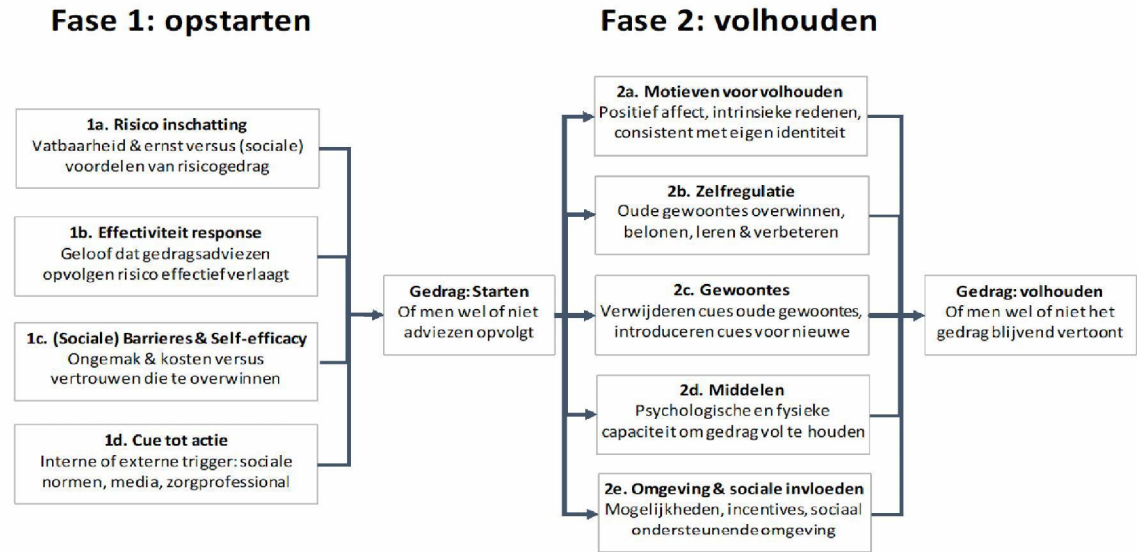 Fase 1: opstarten
1a. Risico inschatting
Vatbaarheid & ernst versus (sociale)
voordelen van risicogedrag
1b. Effectiviteit response
Geloof dat gedragsadviezen
opvolgen risico effectief verlaagt
1c. (Sociale) Barrieres & Self-efficacy
Ongemak & kosten versus
vertrouwen die te overwinnen
1d. Cue tot actie
Interne of externe trigger: sociale
normen, media, zorgprofessional
Gedrag: Starten
Of men wel of niet
adviezen opvolgt
Fase 2: volhouden
2a. Motieven voor volhouden
Positief affect, intrinsieke redenen,
consistent met eigen identiteit
2b. Zelfregulatie
Oude gewoontes overwinnen,
belonen, leren & verbeteren
2c. Gewoontes
Verwijderen cues oude gewoontes,
introduceren cues voor nieuwe
2d. Middelen
Psychologische en fysieke
capaciteit om gedrag vol te houden
2e. Omgeving & sociale invloeden
Mogelijkheden, incentives, sociaal
ondersteunende omgeving
Gedrag: volhouden
Of men wel of niet het
gedrag blijvend vertoont